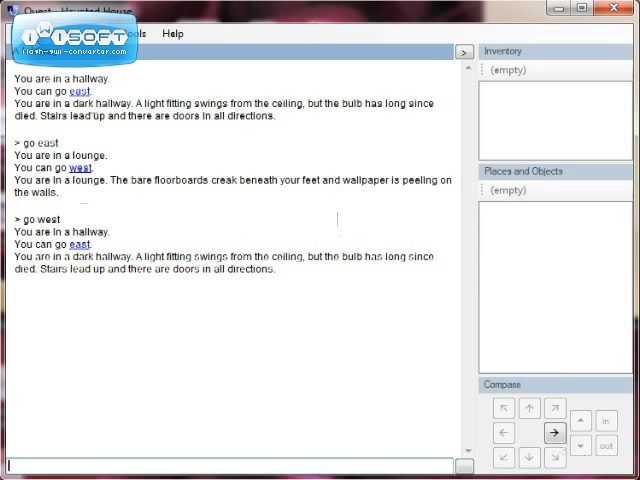 Quest - Haunted House
iWiSOFT
flash-swf-converter.com
ols Help
>
Inventory
(empty)
You are in a hallway.
You can go east.
You are in a dark hallway. A light fitting swings from the ceiling, but the bulb has long since
died. Stairs lead up and there are doors in all directions.
> go east
You are in a lounge.
You can go west.
You are in a lounge. The bare floorboards creak beneath your feet and wallpaper is peeling on
the walls.
> go west
You are in a hallway.
You can go east.
You are in a dark hallway. A light fitting swings from the ceiling, but the bulb has long since
died. Stairs lead up and there are doors in all directions.
Places and Objects
(empty)
Compass
in
out